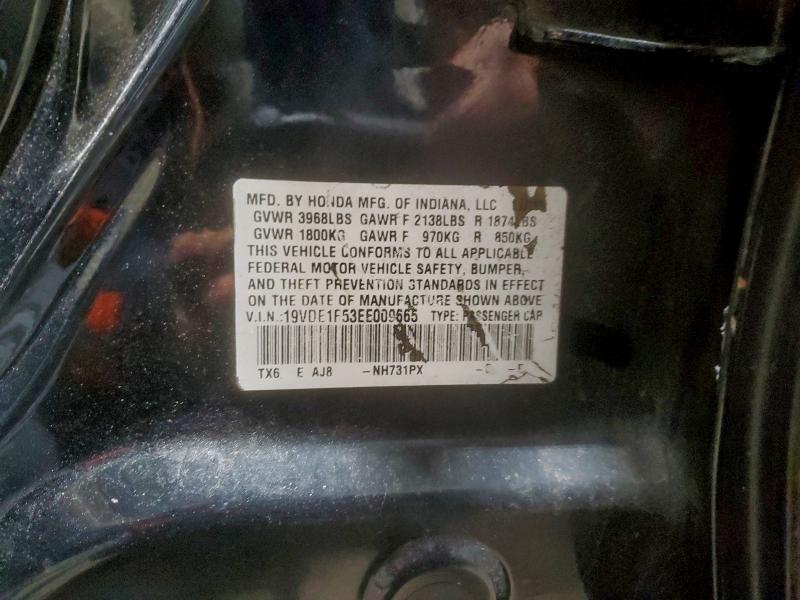 MFD. BY HONDA MFG. OF INDIANA, LLC
GVWR 3968LBS GAWR F 2138LBS R 1874LBS
GVWR 1800KG GAWR F 970KG R 850KG
THIS VEHICLE CONFORMS TO ALL APPLICABLE
FEDERAL MOTOR VEHICLE SAFETY, BUMPER,
AND THEFT PREVENTION STANDARDS IN EFFECT
ON THE DATE OF MANUFACTURE SHOWN ABOVE
V.I.N.:19VDE1F53EE009665 TYPE: PASSENGER CAR
TX6 E AJ8 -NH731PX